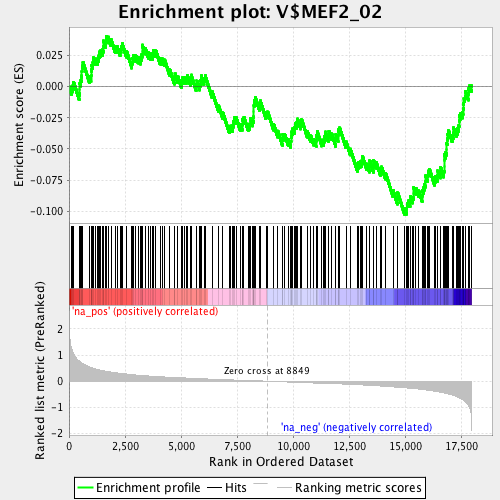 Enrichment plot: V$MEF2_02
Enrichment score (ES)
0.025
0.000
-0.025
-0.050
-0.075
-0.100
'na_pos' (positively correlated)
Ranked list metric (PreRanked)
2
1
0
-1
-2
Zero cross at 8849
'na_neg' (negatively correlated)
0
2,500
5,000
7,500
10,000
12,500
15,000
17,500
Rank in Ordered Dataset
Enrichment profile
Hits
Ranking metric scores